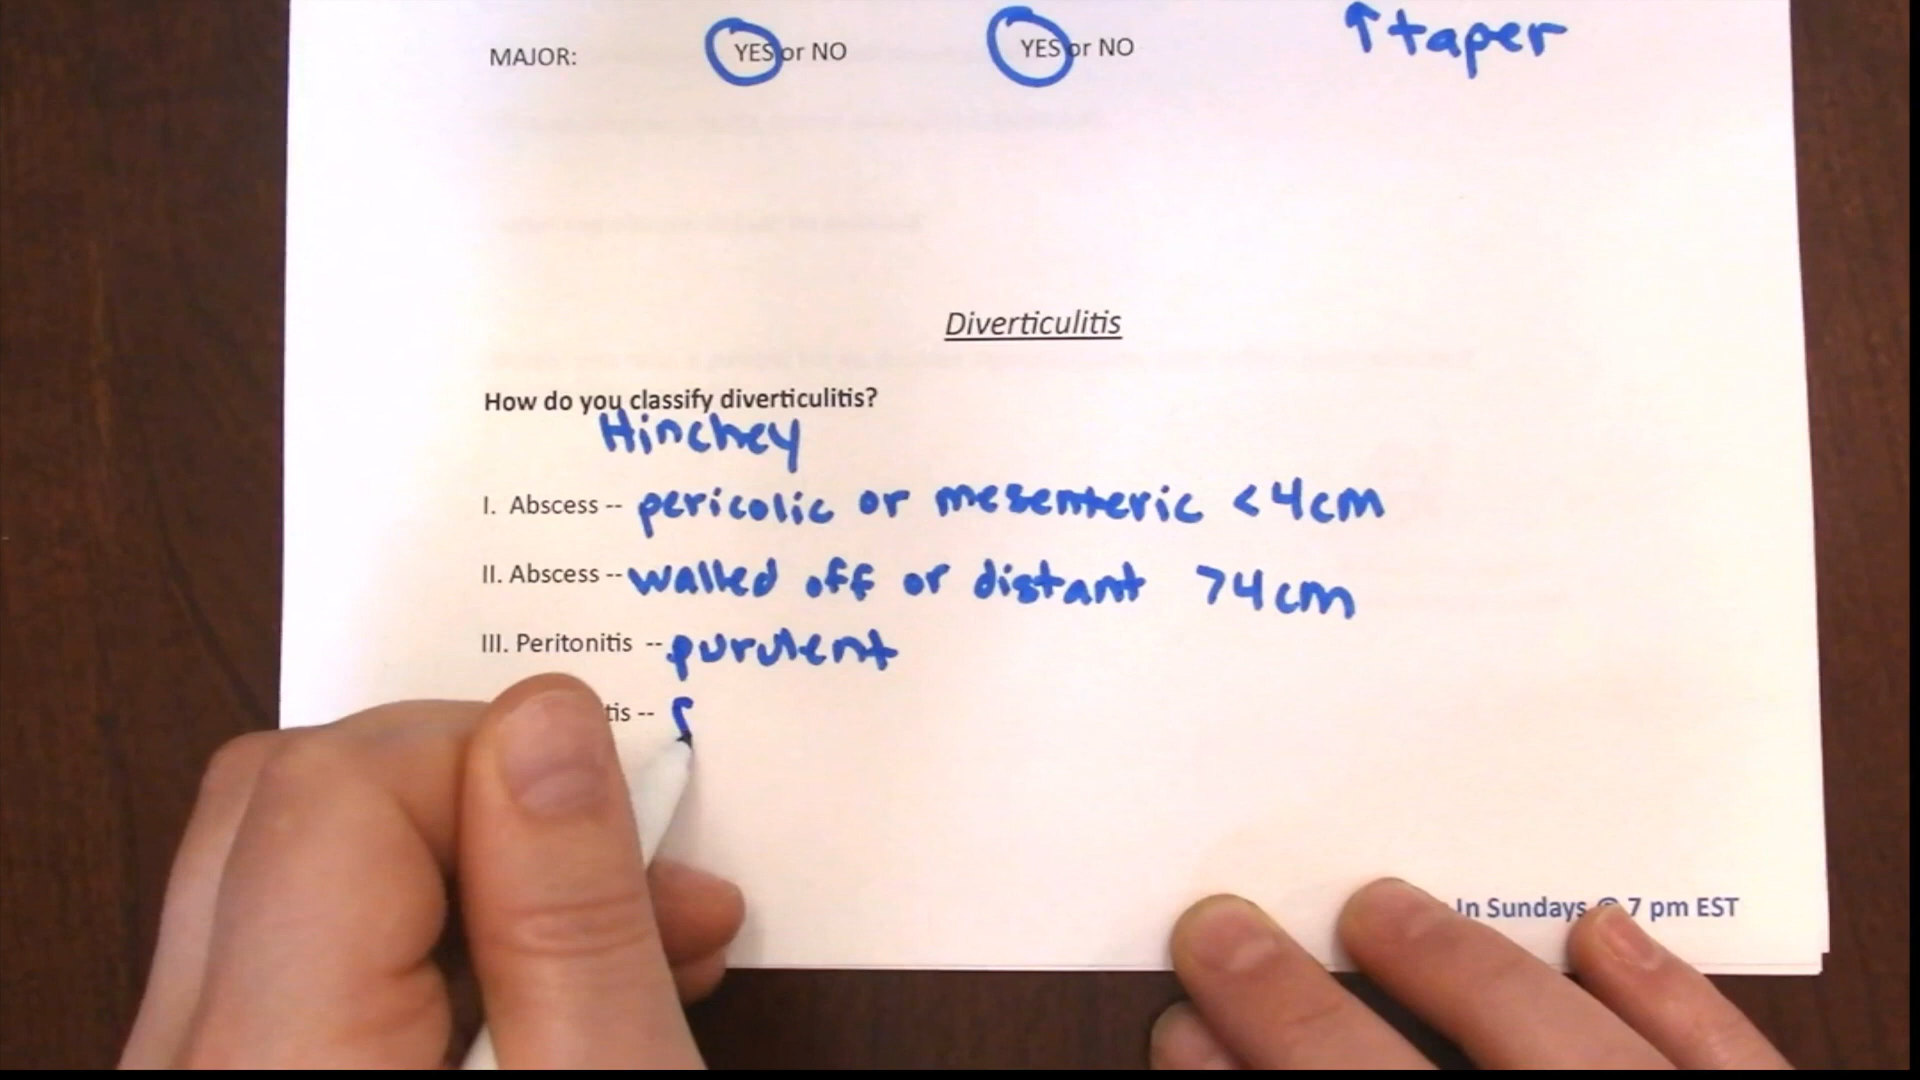 MAJOR: YES or NO YES or NO ↑taper
Diverticulitis
How do you classify diverticulitis?
Hinchey
I. Abscess -- pericolic or mesenteric <4cm
II. Abscess -- walled off or distant >4cm
III. Peritonitis -- purulent
tis --
In Sundays @ 7 pm EST